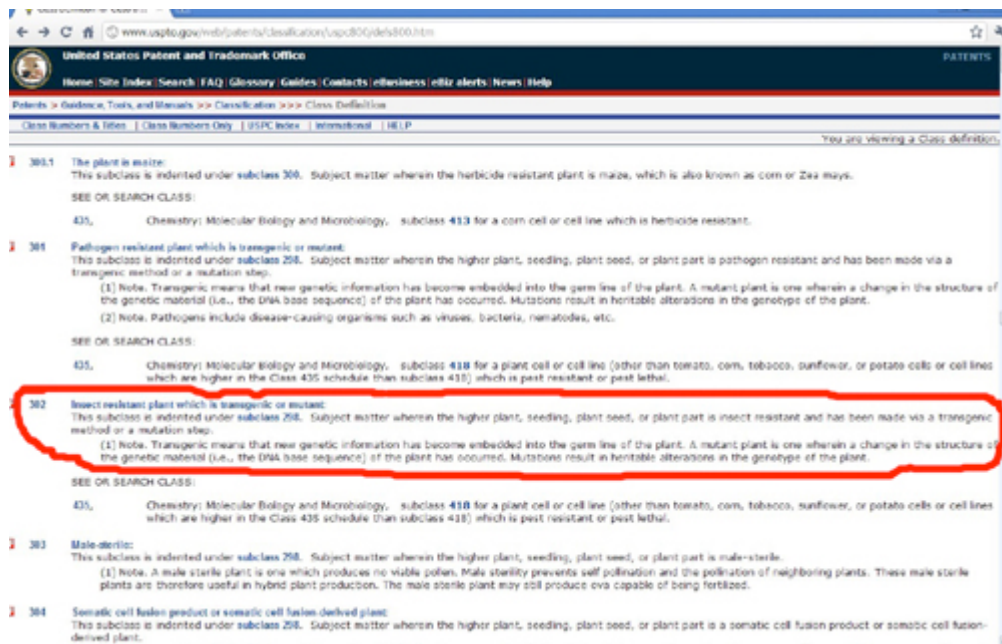 www.uspto.gov/web/patents/classification/uspc800/defs800.htm
United States Patent and Trademark Office
PATENTS
Home|Site Index|Search|FAQ|Glossary|Guides|Contacts|eBusiness|eBiz alerts|News|Help
Patents > Guidance, Tools, and Manuals >> Classification >>> Class Definition
Class Numbers & Titles | Class Numbers Only | USPC Index | International | HELP
You are viewing a Class definition.
300.1 The plant is maize:
This subclass is indented under subclass 300. Subject matter wherein the herbicide resistant plant is maize, which is also known as corn or Zea mays.
SEE OR SEARCH CLASS:
435, Chemistry: Molecular Biology and Microbiology, subclass 413 for a corn cell or cell line which is herbicide resistant.
301 Pathogen resistant plant which is transgenic or mutant:
This subclass is indented under subclass 298. Subject matter wherein the higher plant, seedling, plant seed, or plant part is pathogen resistant and has been made via a
transgenic method or a mutation step.
(1) Note. Transgenic means that new genetic information has become embedded into the germ line of the plant. A mutant plant is one wherein a change in the structure of
the genetic material (i.e., the DNA base sequence) of the plant has occurred. Mutations result in heritable alterations in the genotype of the plant.
(2) Note. Pathogens include disease-causing organisms such as viruses, bacteria, nematodes, etc.
SEE OR SEARCH CLASS:
435, Chemistry: Molecular Biology and Microbiology, subclass 418 for a plant cell or cell line (other than tomato, corn, tobacco, sunflower, or potato cells or cell lines
which are higher in the Class 435 schedule than subclass 418) which is pest resistant or pest lethal.
302 Insect resistant plant which is transgenic or mutant:
This subclass is indented under subclass 298. Subject matter wherein the higher plant, seedling, plant seed, or plant part is insect resistant and has been made via a transgenic
method or a mutation step.
(1) Note. Transgenic means that new genetic information has become embedded into the germ line of the plant. A mutant plant is one wherein a change in the structure of
the genetic material (i.e., the DNA base sequence) of the plant has occurred. Mutations result in heritable alterations in the genotype of the plant.
SEE OR SEARCH CLASS:
435, Chemistry: Molecular Biology and Microbiology, subclass 418 for a plant cell or cell line (other than tomato, corn, tobacco, sunflower, or potato cells or cell lines
which are higher in the Class 435 schedule than subclass 418) which is pest resistant or pest lethal.
303 Male-sterile:
This subclass is indented under subclass 298. Subject matter wherein the higher plant, seedling, plant seed, or plant part is male-sterile.
(1) Note. A male sterile plant is one which produces no viable pollen. Male sterility prevents self pollination and the pollination of neighboring plants. These male sterile
plants are therefore useful in hybrid plant production. The male sterile plant may still produce ova capable of being fertilized.
304 Somatic cell fusion product or somatic cell fusion-derived plant:
This subclass is indented under subclass 298. Subject matter wherein the higher plant, seedling, plant seed, or plant part is a somatic cell fusion product or somatic cell fusion-
derived plant.